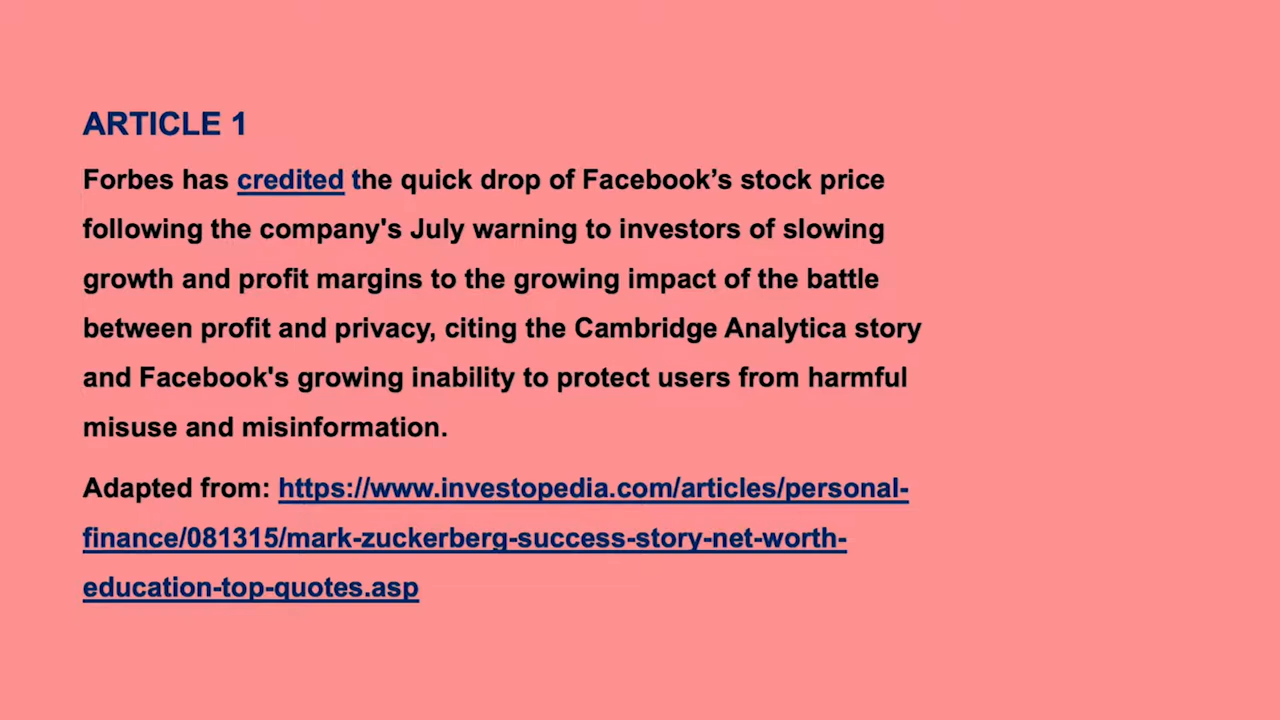 ARTICLE 1
Forbes has credited the quick drop of Facebook’s stock price
following the company's July warning to investors of slowing
growth and profit margins to the growing impact of the battle
between profit and privacy, citing the Cambridge Analytica story
and Facebook's growing inability to protect users from harmful
misuse and misinformation.
Adapted from: https://www.investopedia.com/articles/personal-
finance/081315/mark-zuckerberg-success-story-net-worth-
education-top-quotes.asp